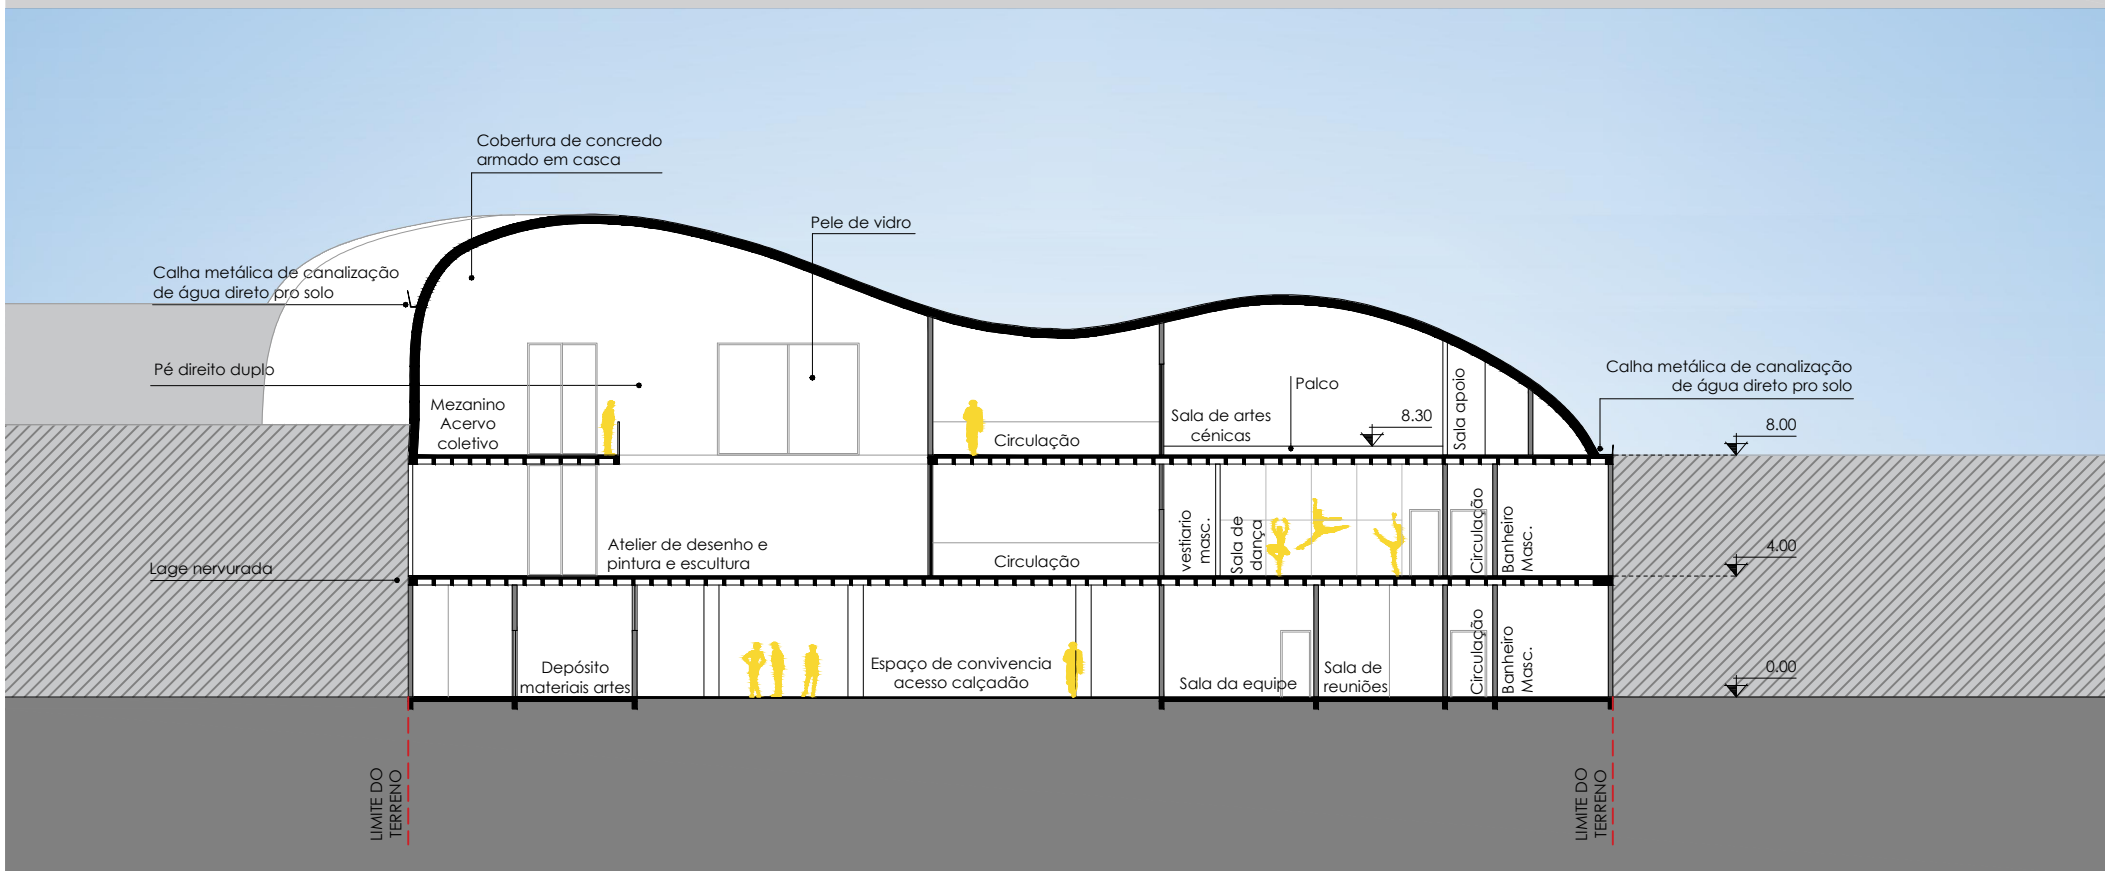 Cobertura de concredo
armado em casca
Pele de vidro
Calha metálica de canalização
de água direto pro solo
Pé direito duplo
Calha metálica de canalização
de água direto pro solo
Mezanino
Acervo
coletivo
Circulação
Sala de artes
cénicas
Palco
8.30
Sala apoio
8.00
Lage nervurada
Atelier de desenho e
pintura e escultura
Circulação
vestiario
masc.
Sala de
dança
Circulação
Banheiro
Masc.
4.00
Depósito
materiais artes
Espaço de convivencia
acesso calçadão
Sala da equipe
Sala de
reuniões
Circulação
Banheiro
Masc.
0.00
LIMITE DO
TERRENO
LIMITE DO
TERRENO